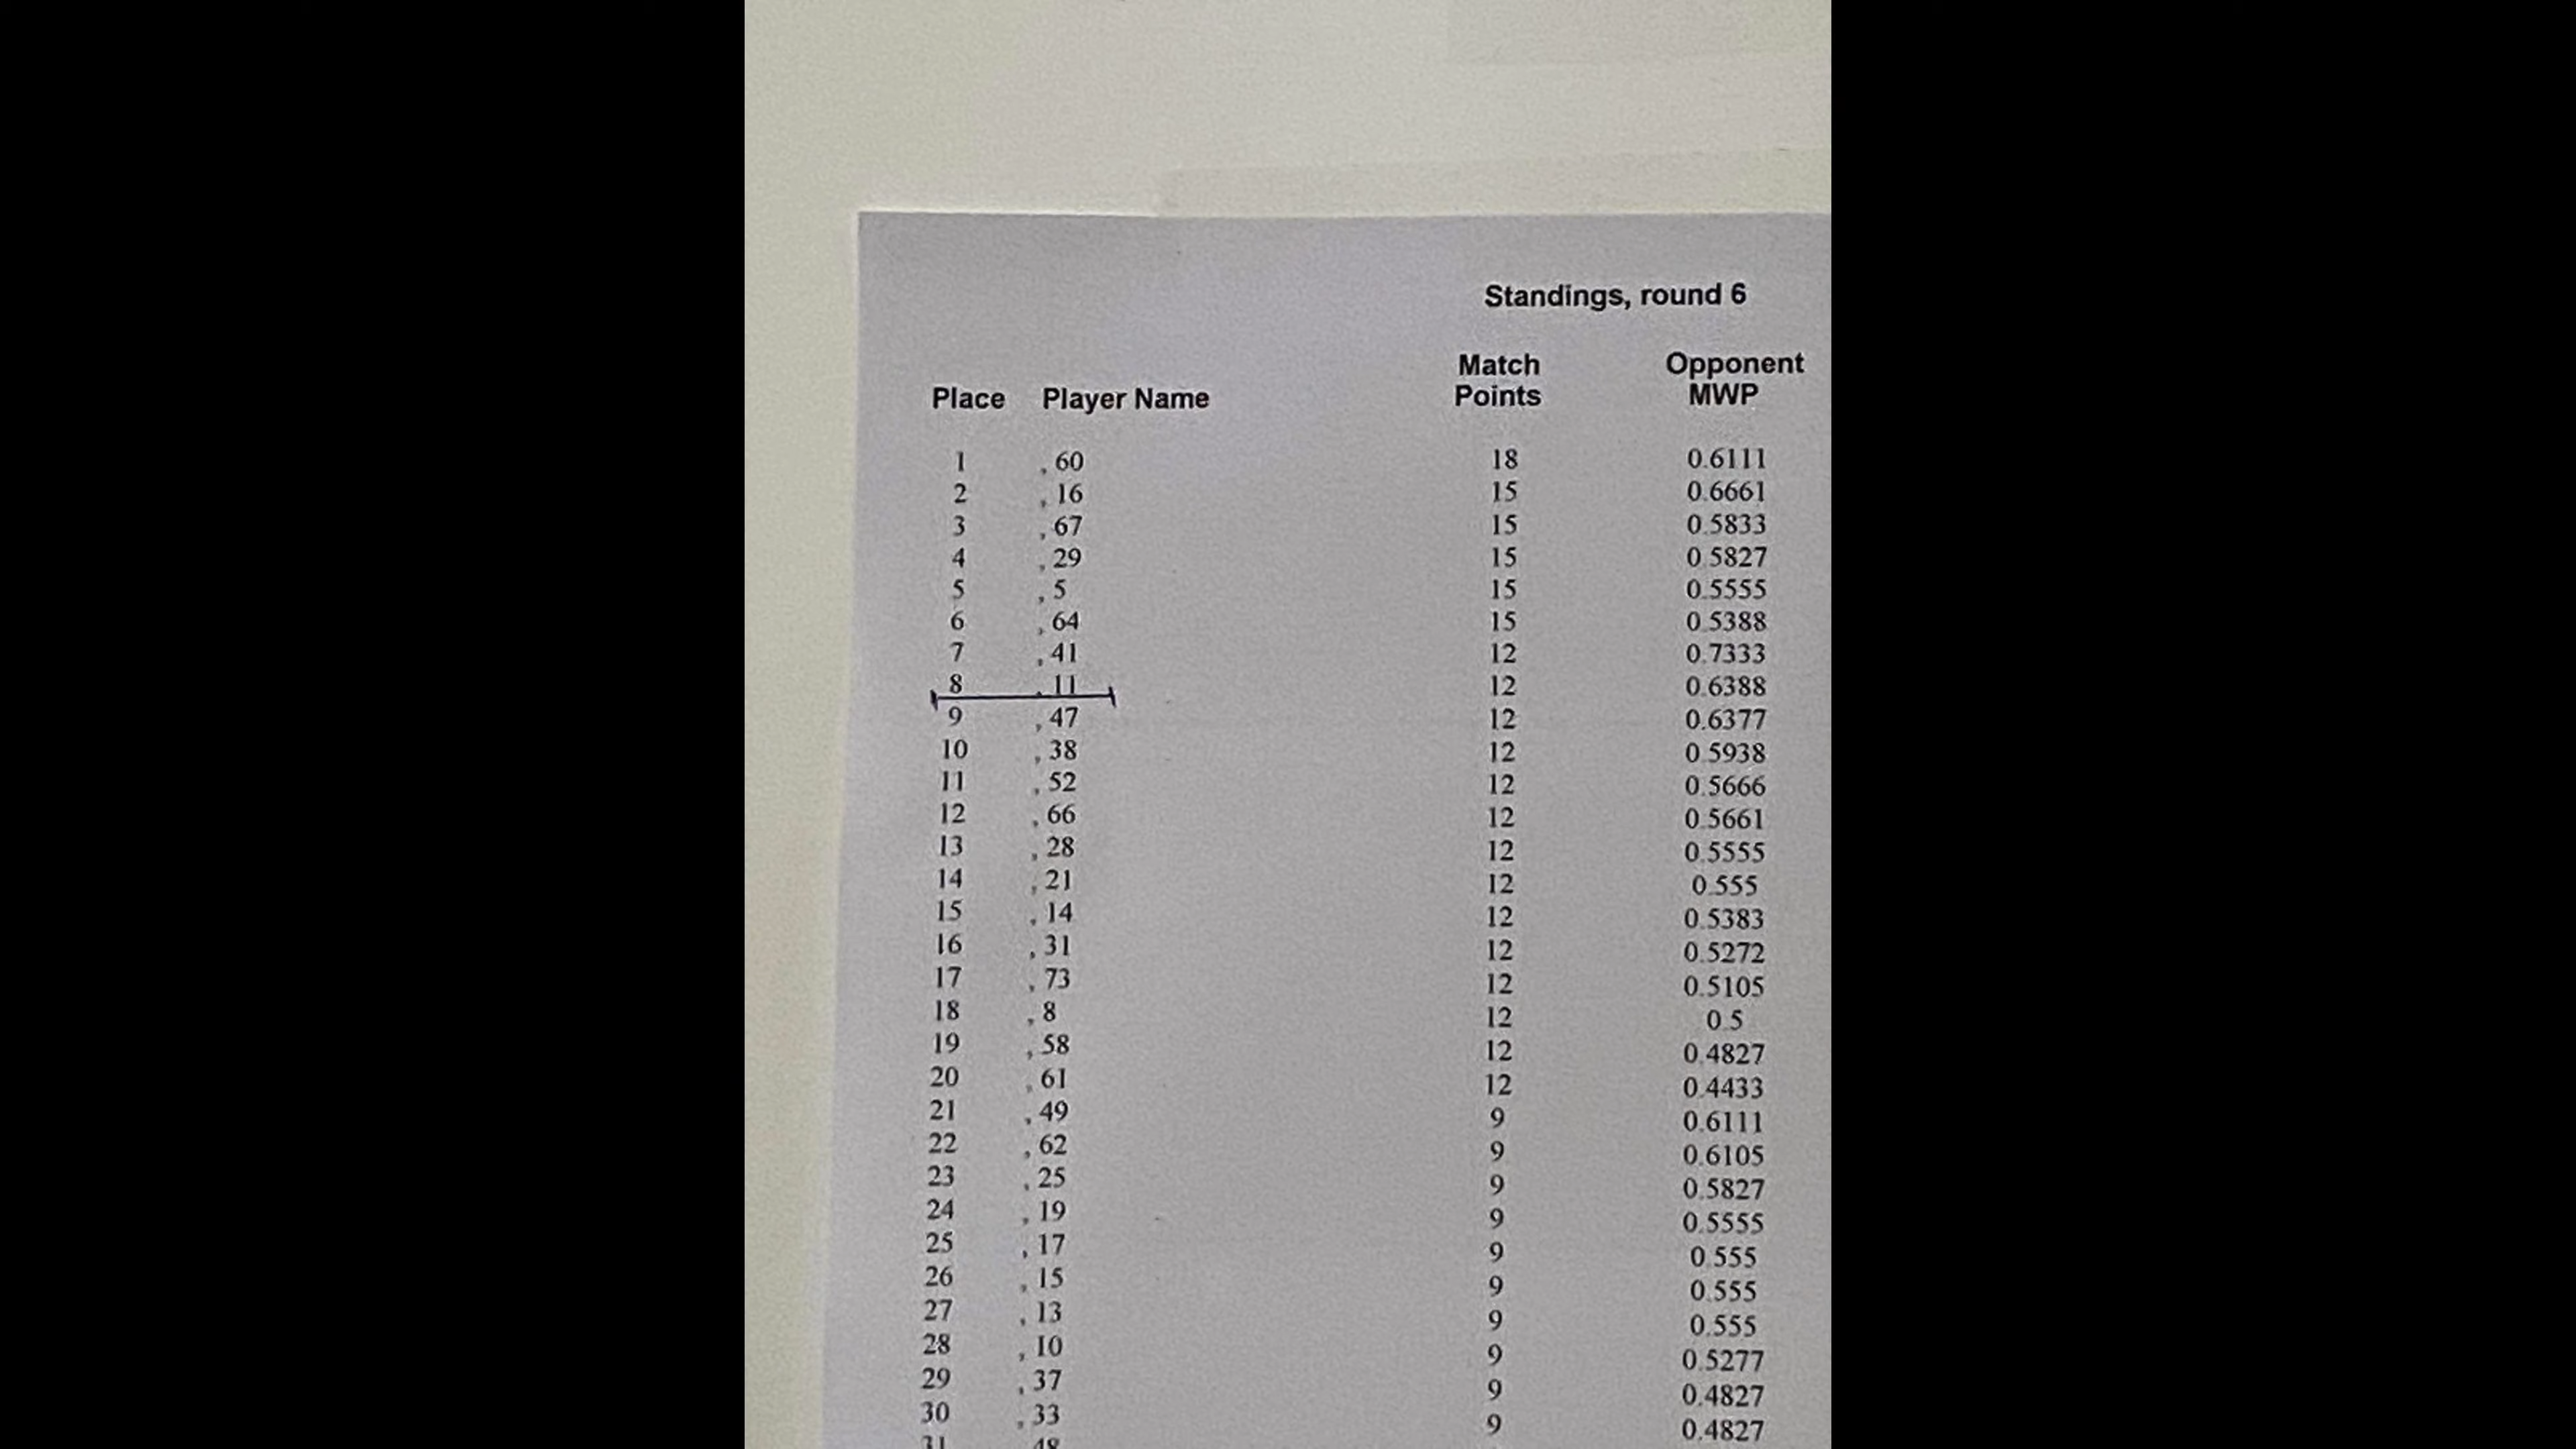 Standings, round 6
Place Player Name Match Points Opponent MWP
1 , 60 18 0.6111
2 , 16 15 0.6661
3 , 67 15 0.5833
4 , 29 15 0.5827
5 , 5 15 0.5555
6 , 64 15 0.5388
7 , 41 12 0.7333
8 , 11 12 0.6388
9 , 47 12 0.6377
10 , 38 12 0.5938
11 , 52 12 0.5666
12 , 66 12 0.5661
13 , 28 12 0.5555
14 , 21 12 0.555
15 , 14 12 0.5383
16 , 31 12 0.5272
17 , 73 12 0.5105
18 , 8 12 0.5
19 , 58 12 0.4827
20 , 61 12 0.4433
21 , 49 9 0.6111
22 , 62 9 0.6105
23 , 25 9 0.5827
24 , 19 9 0.5555
25 , 17 9 0.555
26 , 15 9 0.555
27 , 13 9 0.555
28 , 10 9 0.5277
29 , 37 9 0.4827
30 , 33 9 0.4827